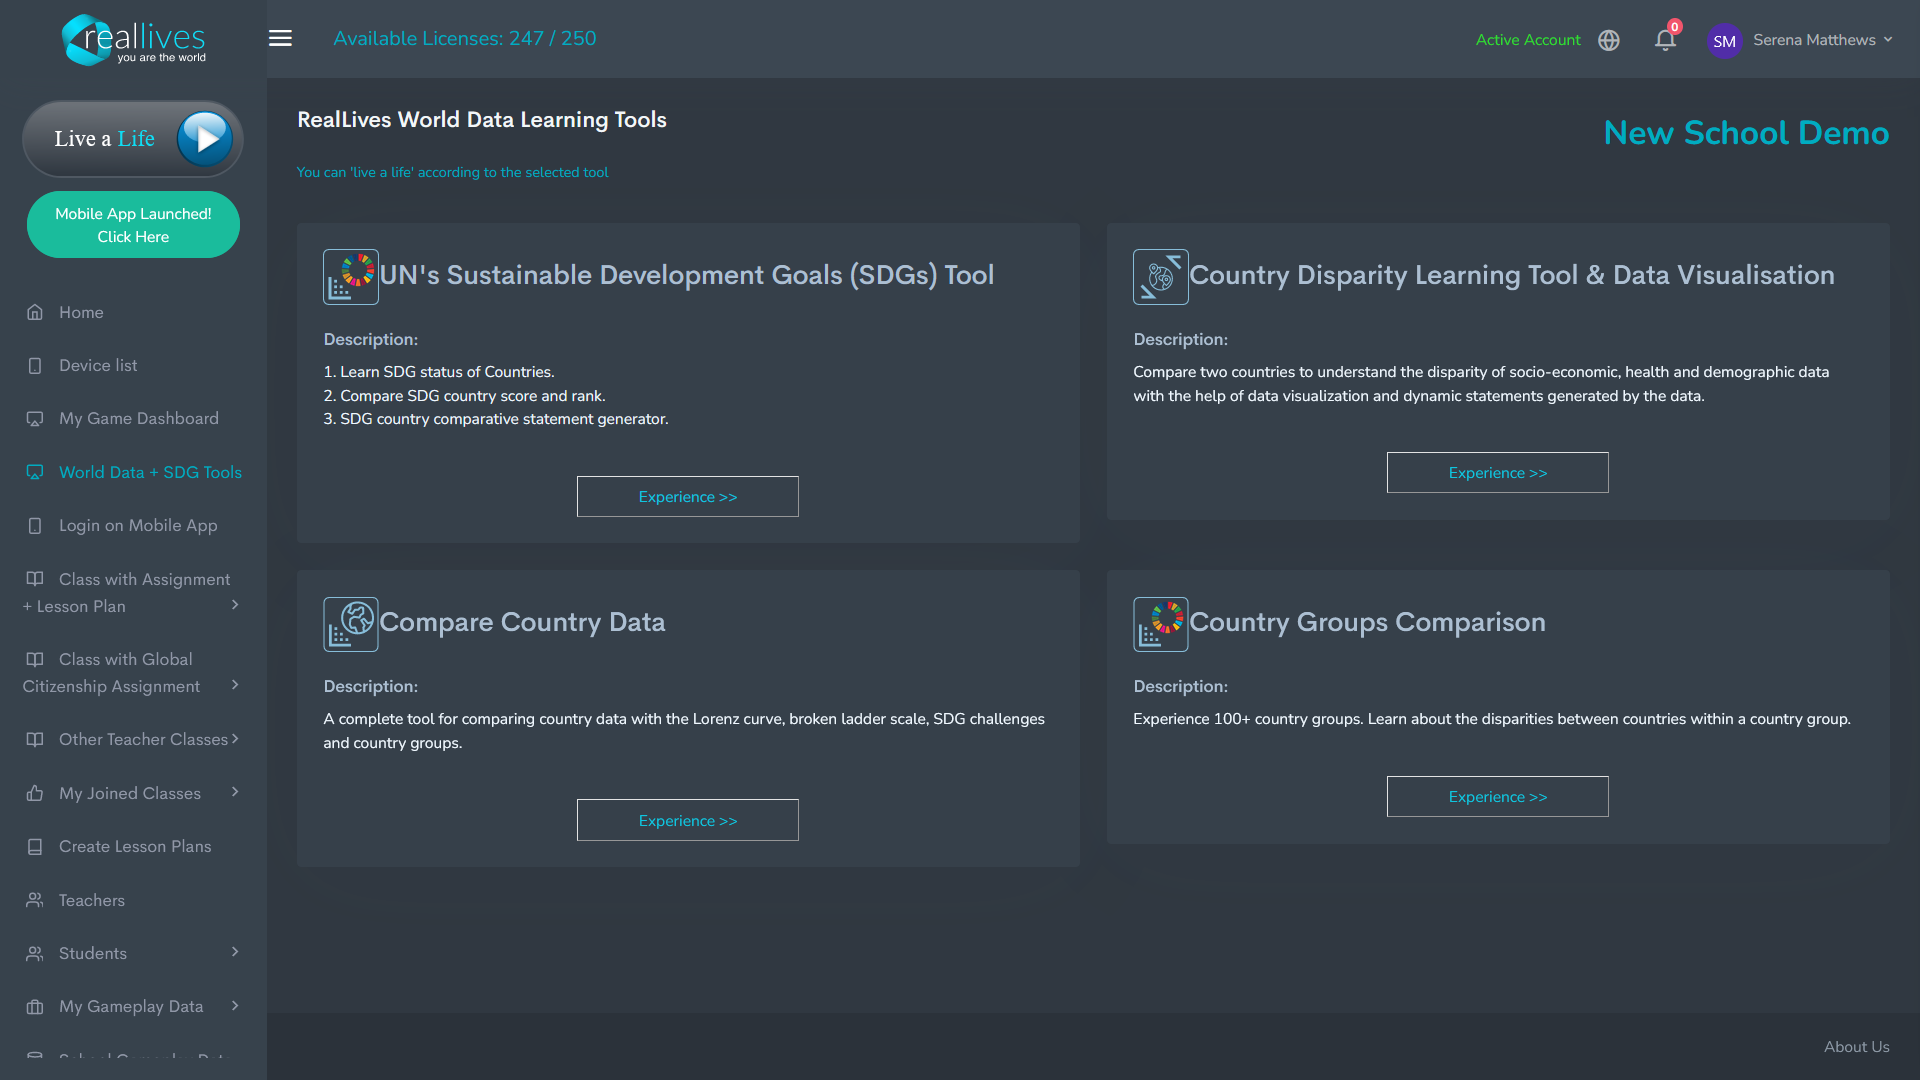 reallives
you are the world
Available Licenses: 247 / 250
Active Account
0
SM
Serena Matthews
Live a Life
Mobile App Launched!
Click Here
Home
Device list
My Game Dashboard
World Data + SDG Tools
Login on Mobile App
Class with Assignment
+ Lesson Plan
Class with Global
Citizenship Assignment
Other Teacher Classes
My Joined Classes
Create Lesson Plans
Teachers
Students
My Gameplay Data
School Gameplay Data
RealLives World Data Learning Tools
New School Demo
You can 'live a life' according to the selected tool
UN's Sustainable Development Goals (SDGs) Tool
Description:
1. Learn SDG status of Countries.
2. Compare SDG country score and rank.
3. SDG country comparative statement generator.
Experience >>
Country Disparity Learning Tool & Data Visualisation
Description:
Compare two countries to understand the disparity of socio-economic, health and demographic data
with the help of data visualization and dynamic statements generated by the data.
Experience >>
Compare Country Data
Description:
A complete tool for comparing country data with the Lorenz curve, broken ladder scale, SDG challenges
and country groups.
Experience >>
Country Groups Comparison
Description:
Experience 100+ country groups. Learn about the disparities between countries within a country group.
Experience >>
About Us